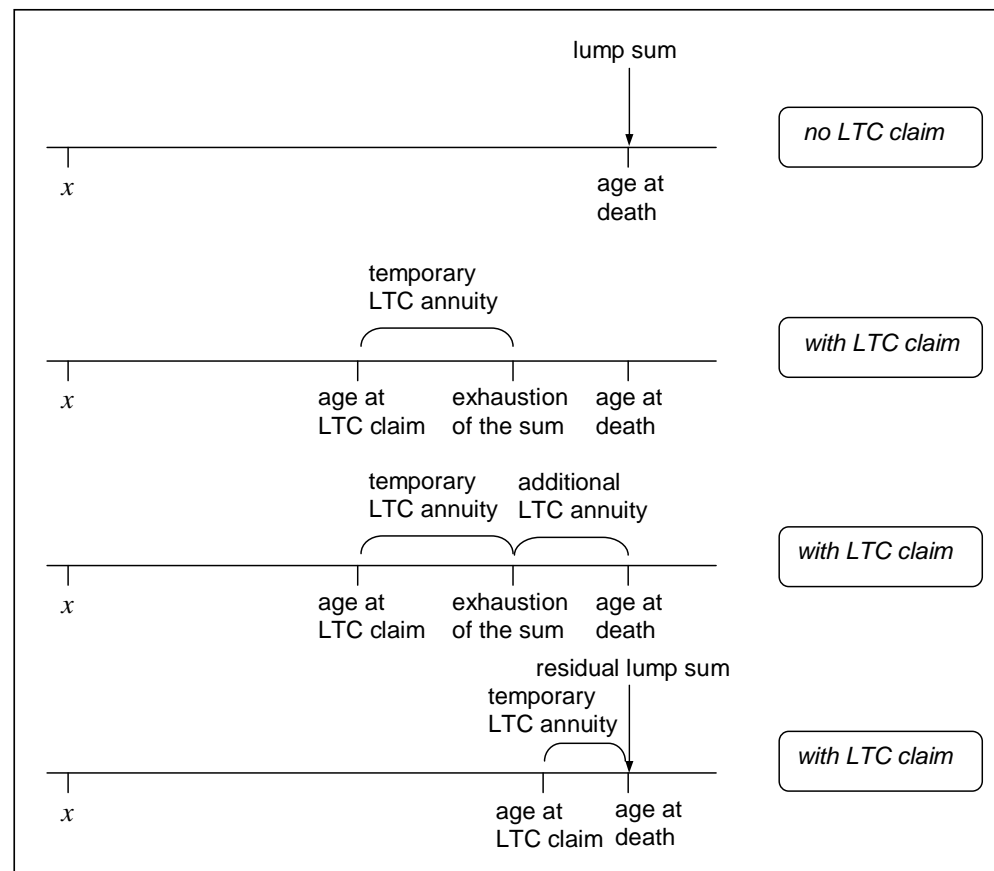 lump sum
no LTC claim
x
age at
death
temporary
LTC annuity
with LTC claim
x
age at
LTC claim
exhaustion
of the sum
age at
death
temporary
LTC annuity
additional
LTC annuity
with LTC claim
x
age at
LTC claim
exhaustion
of the sum
age at
death
residual lump sum
temporary
LTC annuity
with LTC claim
x
age at
LTC claim
age at
death